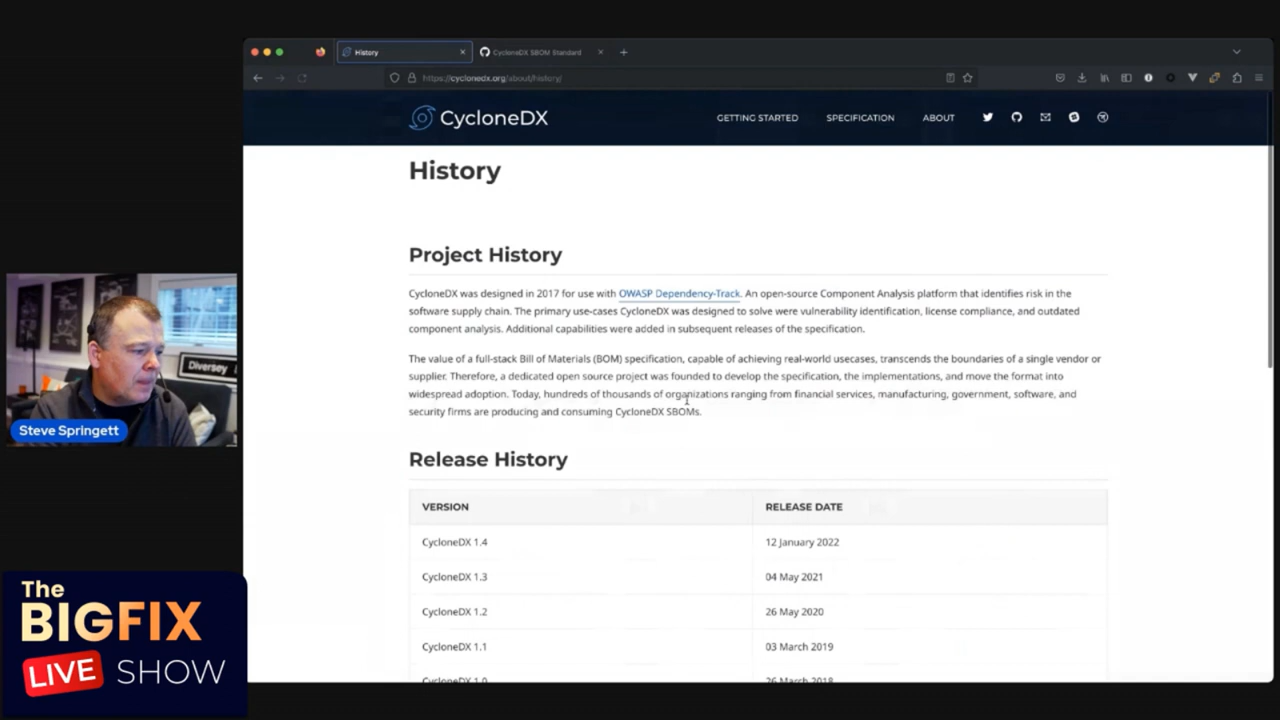 History
CycloneDX SBOM Standard
https://cyclonedx.org/about/history/
CycloneDX
GETTING STARTED
SPECIFICATION
ABOUT
History
Project History
CycloneDX was designed in 2017 for use with OWASP Dependency-Track. An open-source Component Analysis platform that identifies risk in the
software supply chain. The primary use-cases CycloneDX was designed to solve were vulnerability identification, license compliance, and outdated
component analysis. Additional capabilities were added in subsequent releases of the specification.
The value of a full-stack Bill of Materials (BOM) specification, capable of achieving real-world usecases, transcends the boundaries of a single vendor or
supplier. Therefore, a dedicated open source project was founded to develop the specification, the implementations, and move the format into
widespread adoption. Today, hundreds of thousands of organizations ranging from financial services, manufacturing, government, software, and
security firms are producing and consuming CycloneDX SBOMs.
Release History
VERSION RELEASE DATE
CycloneDX 1.4 12 January 2022
CycloneDX 1.3 04 May 2021
CycloneDX 1.2 26 May 2020
CycloneDX 1.1 03 March 2019
CycloneDX 1.0 26 March 2018
Diversey
Steve Springett
The
BIGFIX
LIVE SHOW